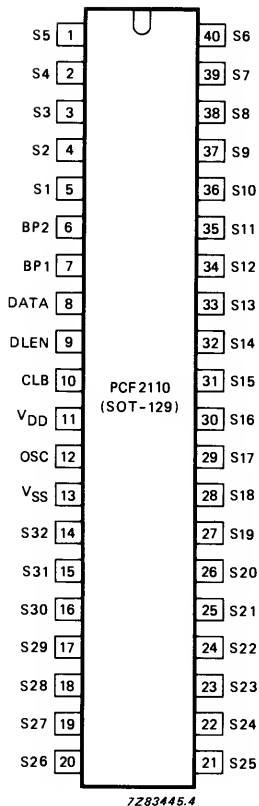 S5 1 40 S6
S4 2 39 S7
S3 3 38 S8
S2 4 37 S9
S1 5 36 S10
BP2 6 35 S11
BP1 7 34 S12
DATA 8 33 S13
DLEN 9 32 S14
CLB 10 31 S15
PCF2110
(SOT-129)
VDD 11 30 S16
OSC 12 29 S17
VSS 13 28 S18
S32 14 27 S19
S31 15 26 S20
S30 16 25 S21
S29 17 24 S22
S28 18 23 S23
S27 19 22 S24
S26 20 21 S25
7Z83445.4